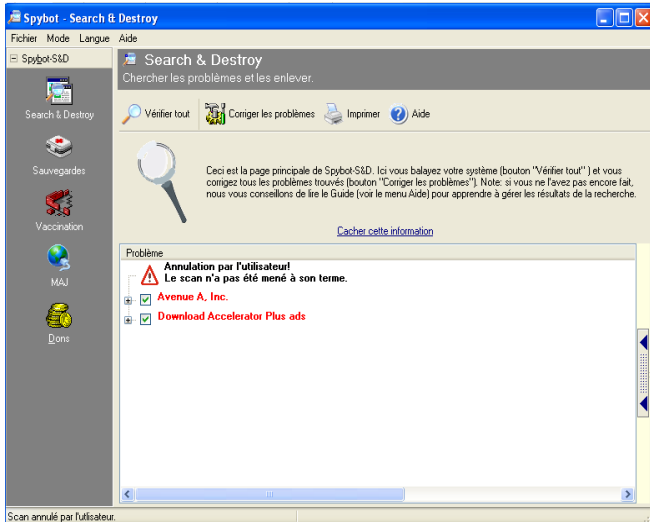 Spybot - Search & Destroy
Fichier Mode Langue Aide
Spybot-S&D
Search & Destroy
Chercher les problèmes et les enlever.
Search & Destroy
Sauvegardes
Vaccination
MAJ
Dons
Vérifier tout
Corriger les problèmes
Imprimer
Aide
Ceci est la page principale de Spybot-S&D. Ici vous balayez votre système (bouton "Vérifier tout" ) et vous
corrigez tous les problèmes trouvés (bouton "Corriger les problèmes"). Note: si vous ne l'avez pas encore fait,
nous vous conseillons de lire le Guide (voir le menu Aide) pour apprendre à gérer les résultats de la recherche.
Cacher cette information
Problème
Annulation par l'utilisateur!
Le scan n'a pas été mené à son terme.
Avenue A, Inc.
Download Accelerator Plus ads
Scan annulé par l'utlisateur.